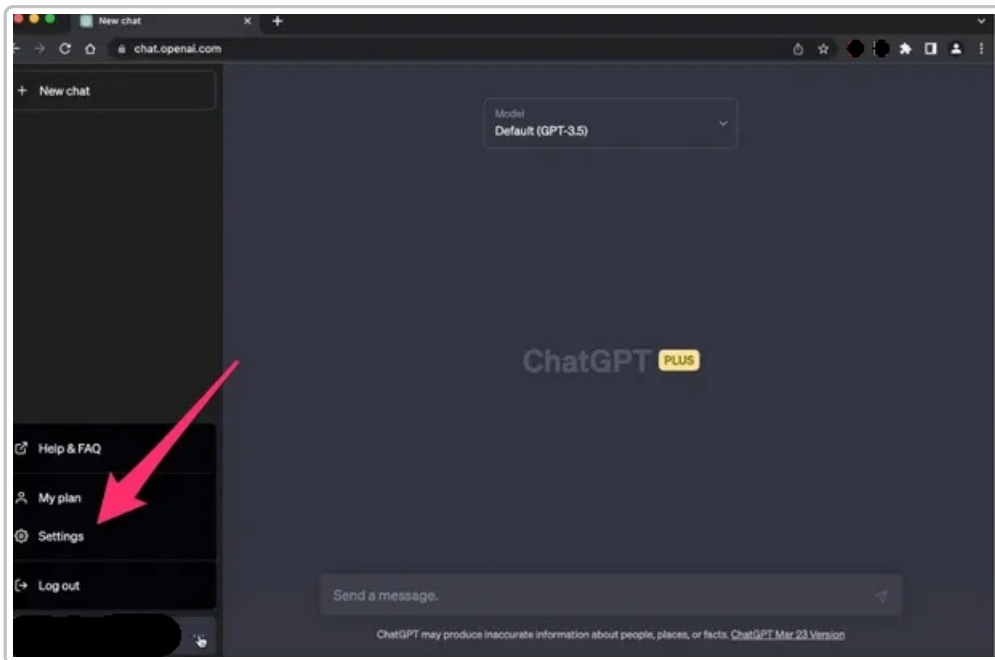 New chat
chat.openai.com
+ New chat
Model
Default (GPT-3.5)
ChatGPT PLUS
Help & FAQ
My plan
Settings
Log out
Send a message.
ChatGPT may produce inaccurate information about people, places, or facts. ChatGPT Mar 23 Version